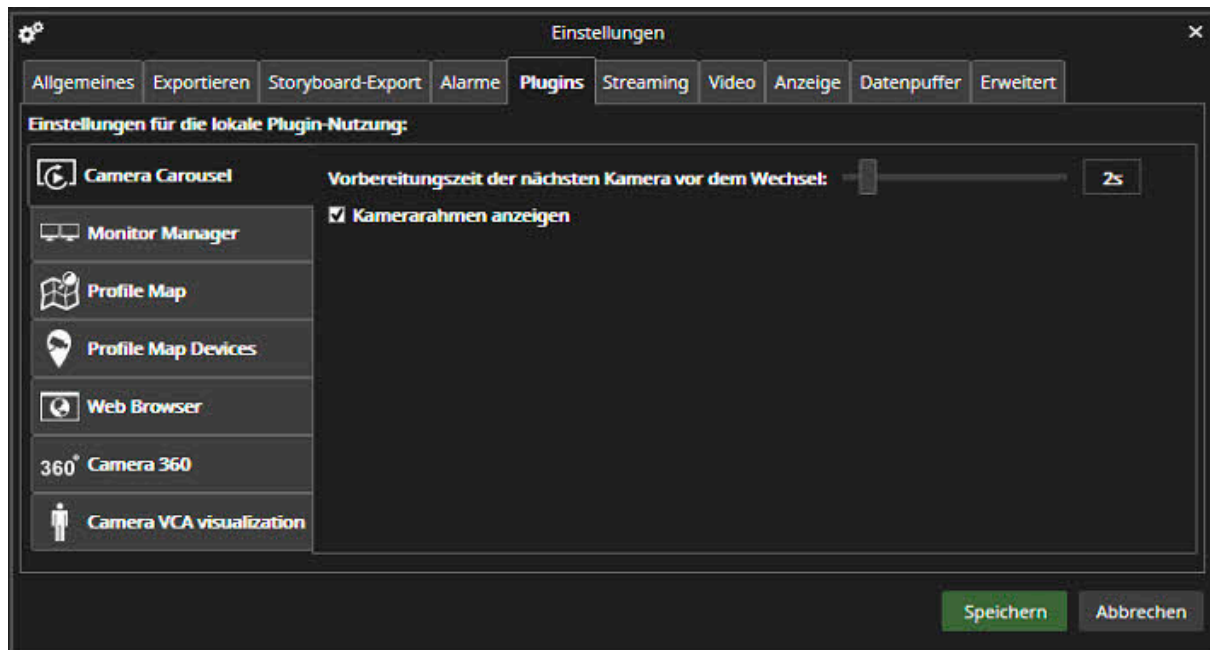 Einstellungen
Allgemeines Exportieren Storyboard-Export Alarme Plugins Streaming Video Anzeige Datenpuffer Erweitert
Einstellungen für die lokale Plugin-Nutzung:
Camera Carousel
Vorbereitungszeit der nächsten Kamera vor dem Wechsel: 2s
Kamerarahmen anzeigen
Monitor Manager
Profile Map
Profile Map Devices
Web Browser
360° Camera 360
Camera VCA visualization
Speichern Abbrechen